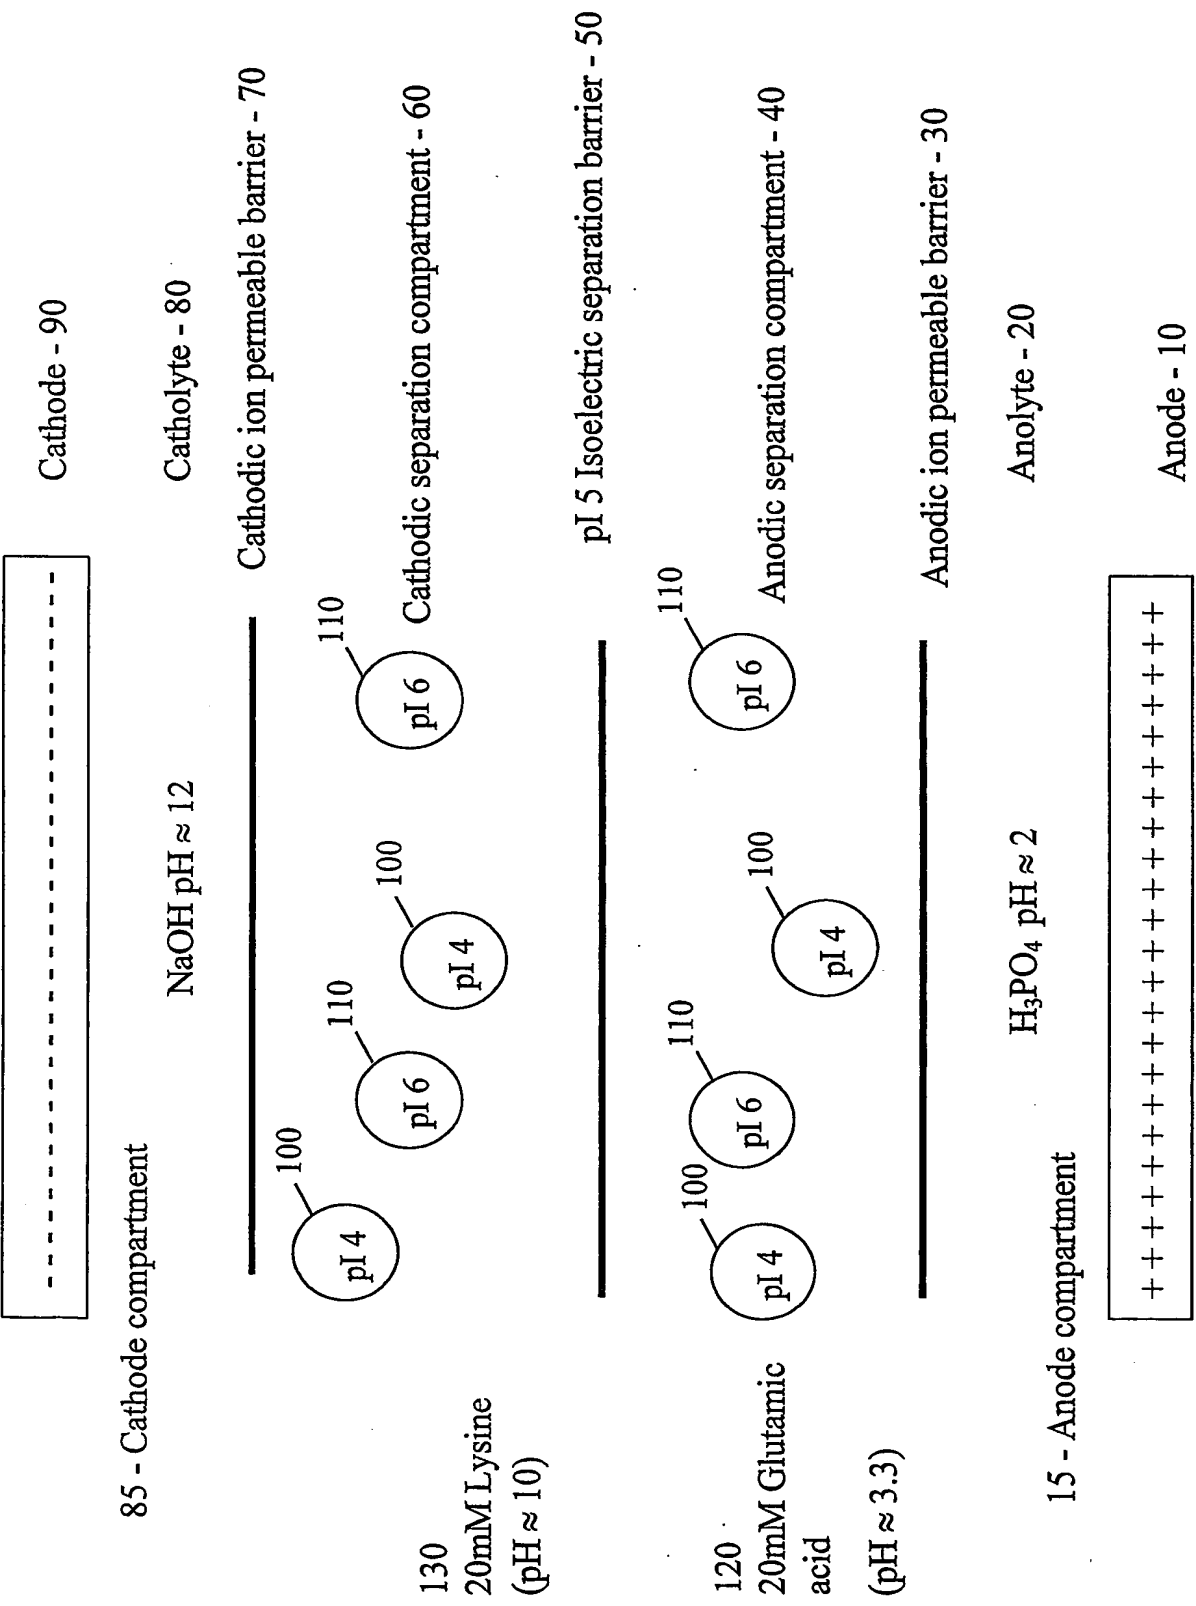 Cathode - 90
- - - - - - - - - - - - - - - - - - - - - - -
85 - Cathode compartment
NaOH pH ≈ 12
Catholyte - 80
Cathodic ion permeable barrier - 70
130
20mM Lysine
(pH ≈ 10)
100
pI 4
110
pI 6
100
pI 4
110
pI 6
Cathodic separation compartment - 60
pI 5 Isoelectric separation barrier - 50
120
20mM Glutamic
acid
(pH ≈ 3.3)
100
pI 4
110
pI 6
100
pI 4
110
pI 6
Anodic separation compartment - 40
Anodic ion permeable barrier - 30
15 - Anode compartment
H₃PO₄ pH ≈ 2
Anolyte - 20
+ + + + + + + + + + + + + + + + + + + + + + +
Anode - 10